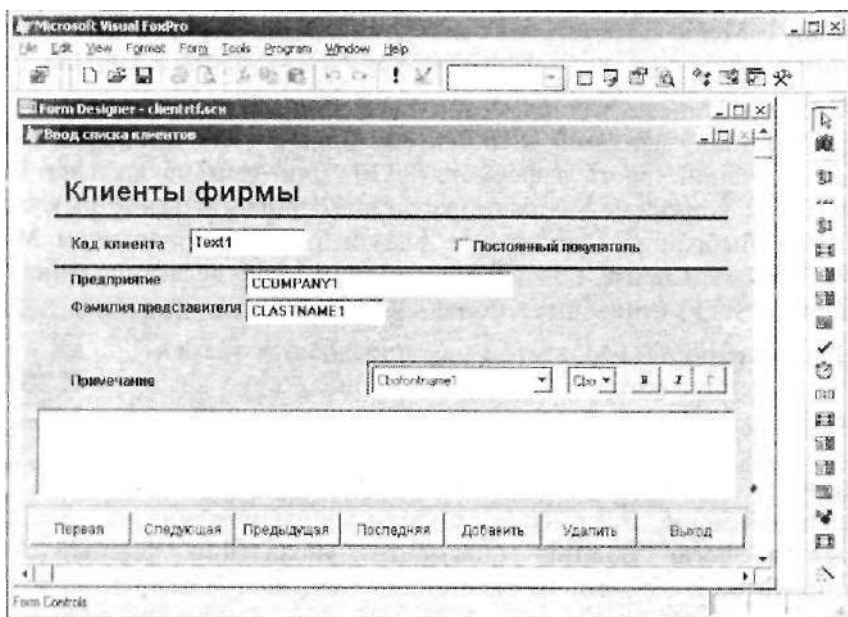 Microsoft Visual FoxPro
File Edit View Format Form Tools Program Window Help
Form Designer - clientrtf.scx
Ввод списка клиентов
Клиенты фирмы
Код клиента Text1 Постоянный покупатель
Предприятие CCOMPANY1
Фамилия представителя CLASTNAME1
Примечание Cbofontname1 Cbo B I
Первая Следующая Предыдущая Последняя Добавить Удалить Выход
Form Controls